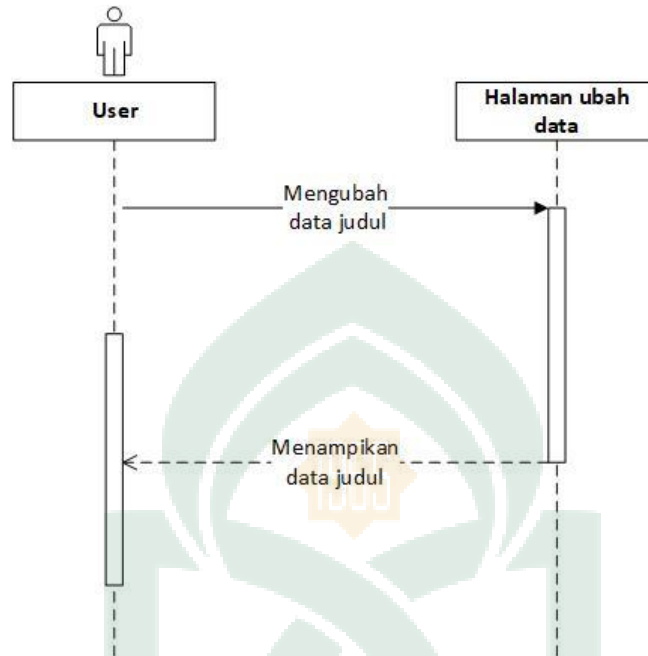 User
Halaman ubah
data
Mengubah
data judul
Menampikan
data judul